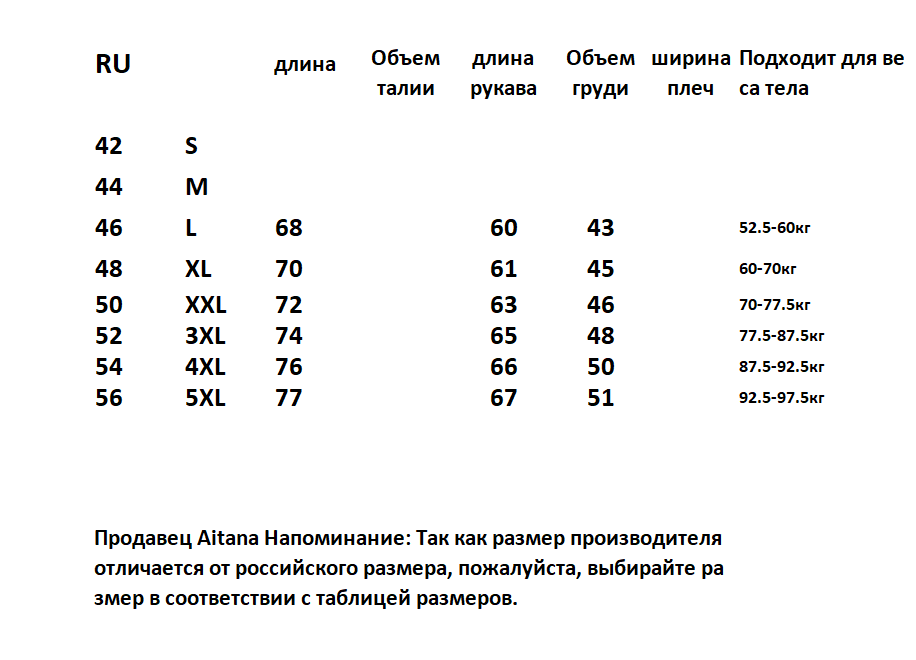 RU длина Объем талии длина рукава Объем груди ширина плеч Подходит для ве са тела
42 S
44 M
46 L 68 60 43 52.5-60кг
48 XL 70 61 45 60-70кг
50 XXL 72 63 46 70-77.5кг
52 3XL 74 65 48 77.5-87.5кг
54 4XL 76 66 50 87.5-92.5кг
56 5XL 77 67 51 92.5-97.5кг
Продавец Aitana Напоминание: Так как размер производителя
отличается от российского размера, пожалуйста, выбирайте ра
змер в соответствии с таблицей размеров.